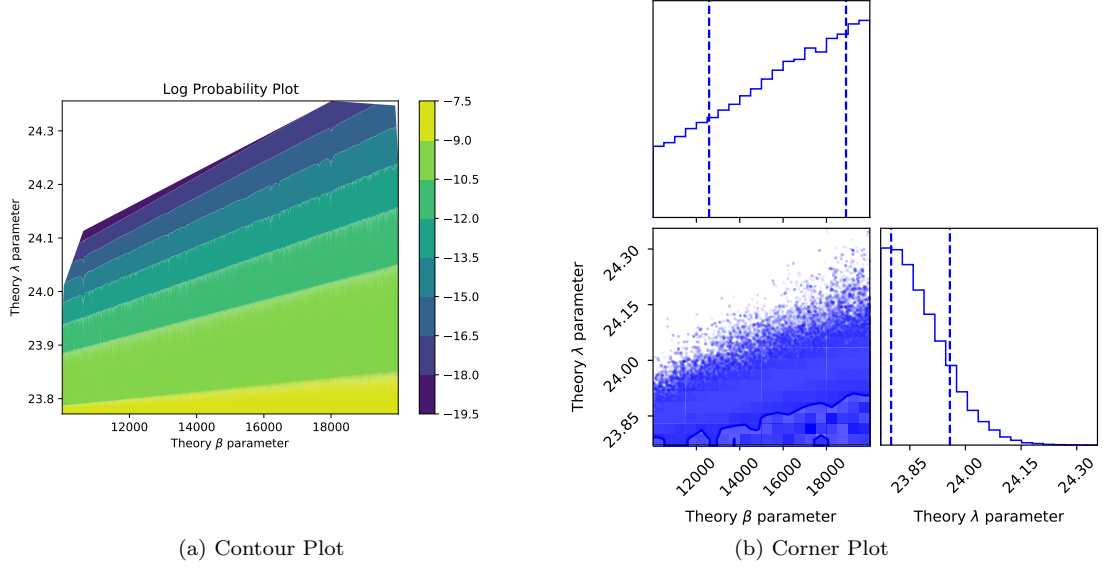 Log Probability Plot
24.3
24.2
24.1
24.0
23.9
23.8
Theory λ parameter
12000 14000 16000 18000
Theory β parameter
−7.5
−9.0
−10.5
−12.0
−13.5
−15.0
−16.5
−18.0
−19.5
(a) Contour Plot
24.30
24.15
24.00
23.85
Theory λ parameter
12000 14000 16000 18000
Theory β parameter
23.85 24.00 24.15 24.30
Theory λ parameter
(b) Corner Plot